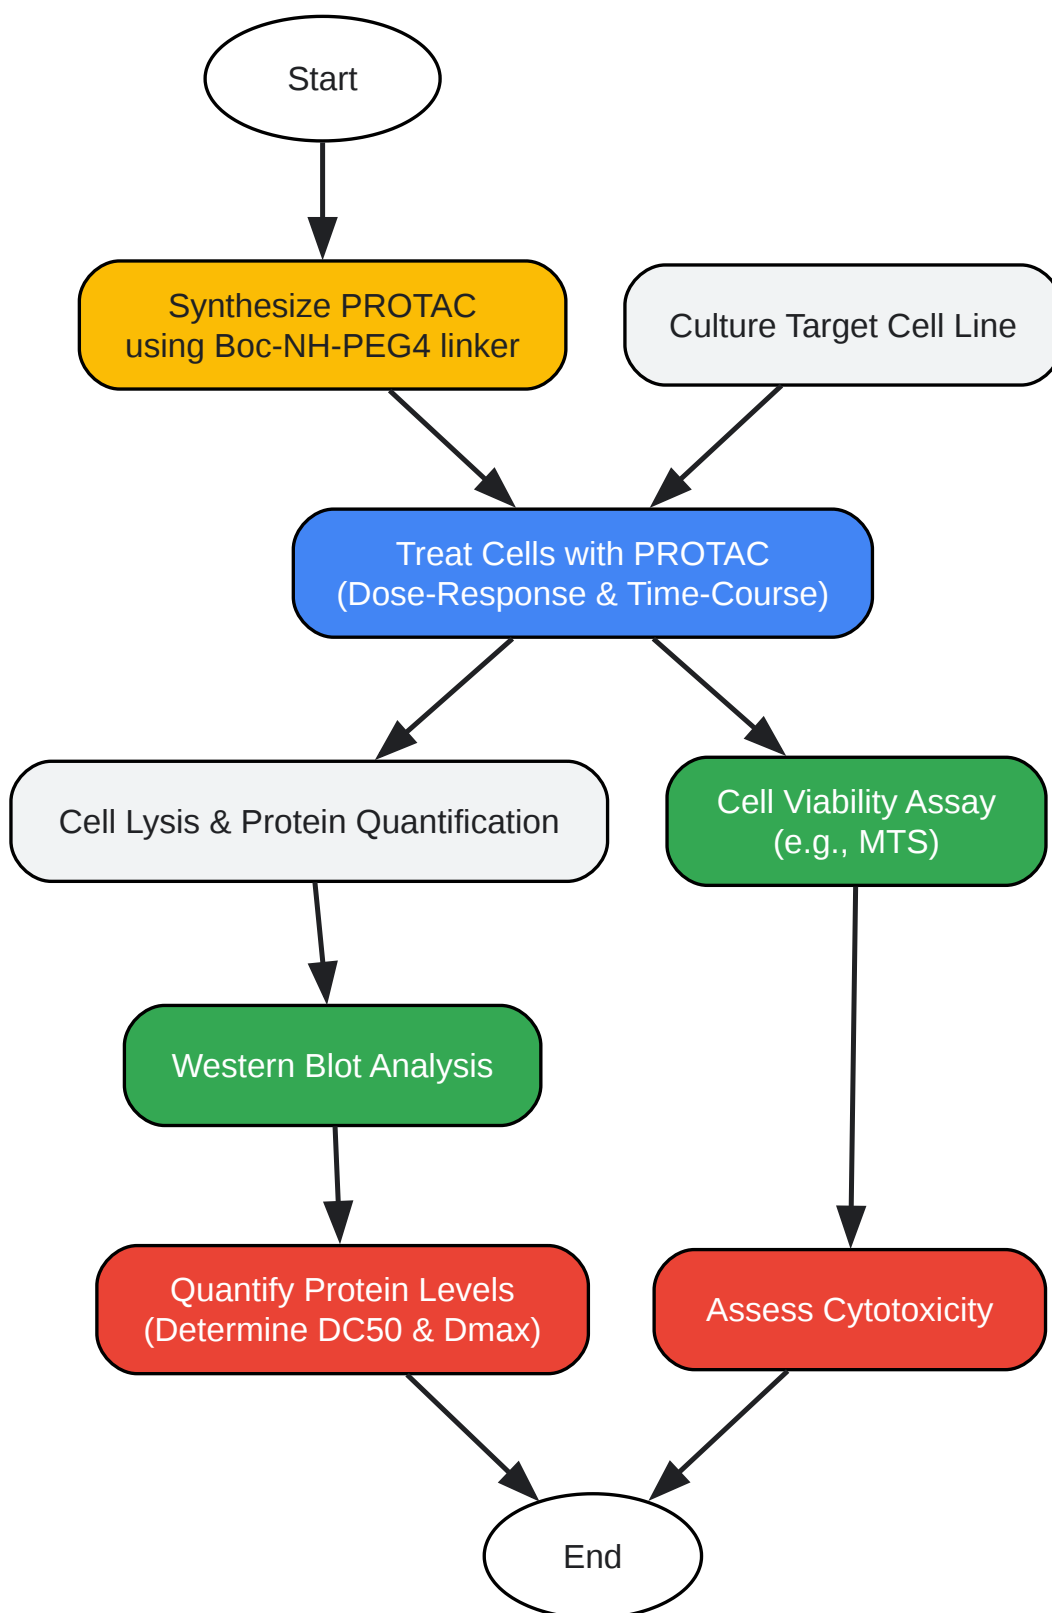 Start
Synthesize PROTAC
using Boc-NH-PEG4 linker
Culture Target Cell Line
Treat Cells with PROTAC
(Dose-Response & Time-Course)
Cell Lysis & Protein Quantification
Cell Viability Assay
(e.g., MTS)
Western Blot Analysis
Quantify Protein Levels
(Determine DC50 & Dmax)
Assess Cytotoxicity
End